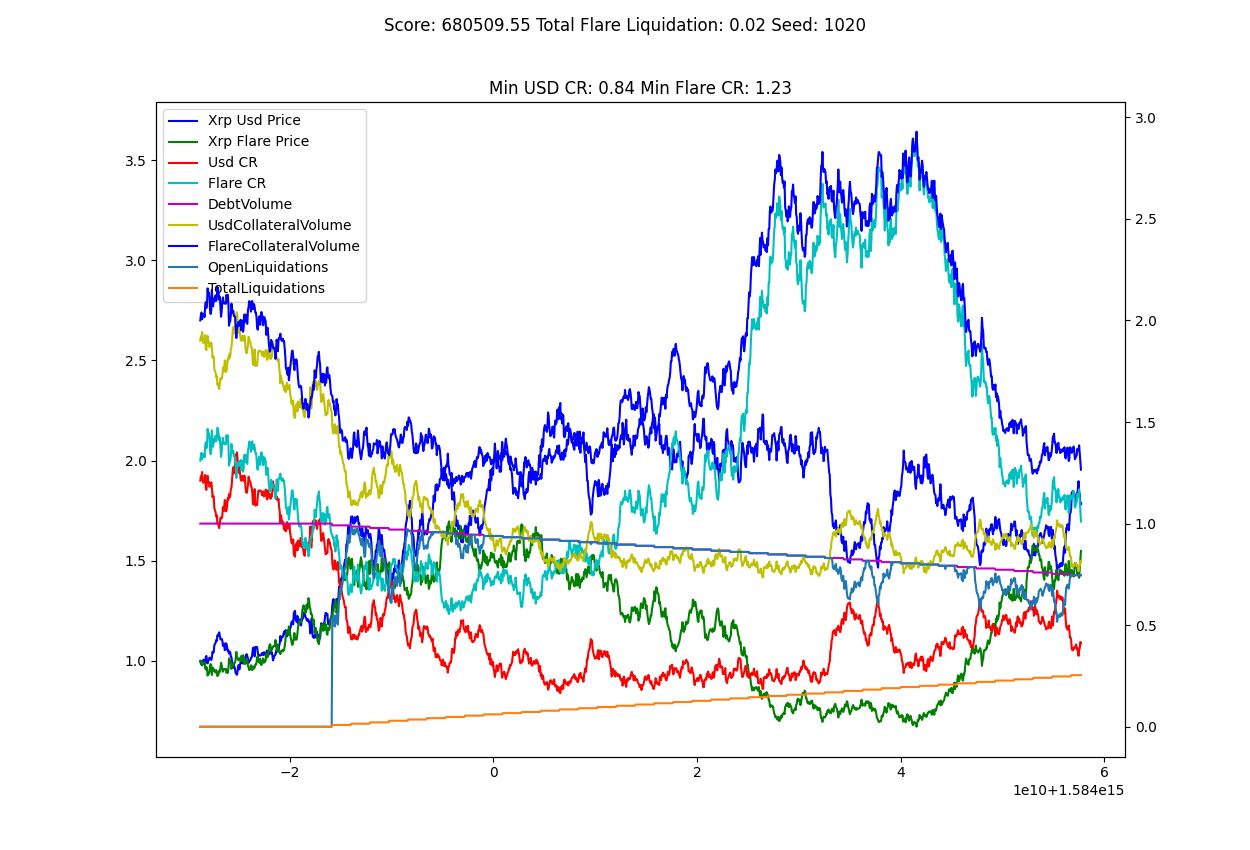 Score: 680509.55 Total Flare Liquidation: 0.02 Seed: 1020
Min USD CR: 0.84 Min Flare CR: 1.23
Xrp Usd Price
Xrp Flare Price
Usd CR
Flare CR
DebtVolume
UsdCollateralVolume
FlareCollateralVolume
OpenLiquidations
TotalLiquidations
3.5
3.0
2.5
2.0
1.5
1.0
3.0
2.5
2.0
1.5
1.0
0.5
0.0
−2
0
2
4
6
1e10+1.584e15